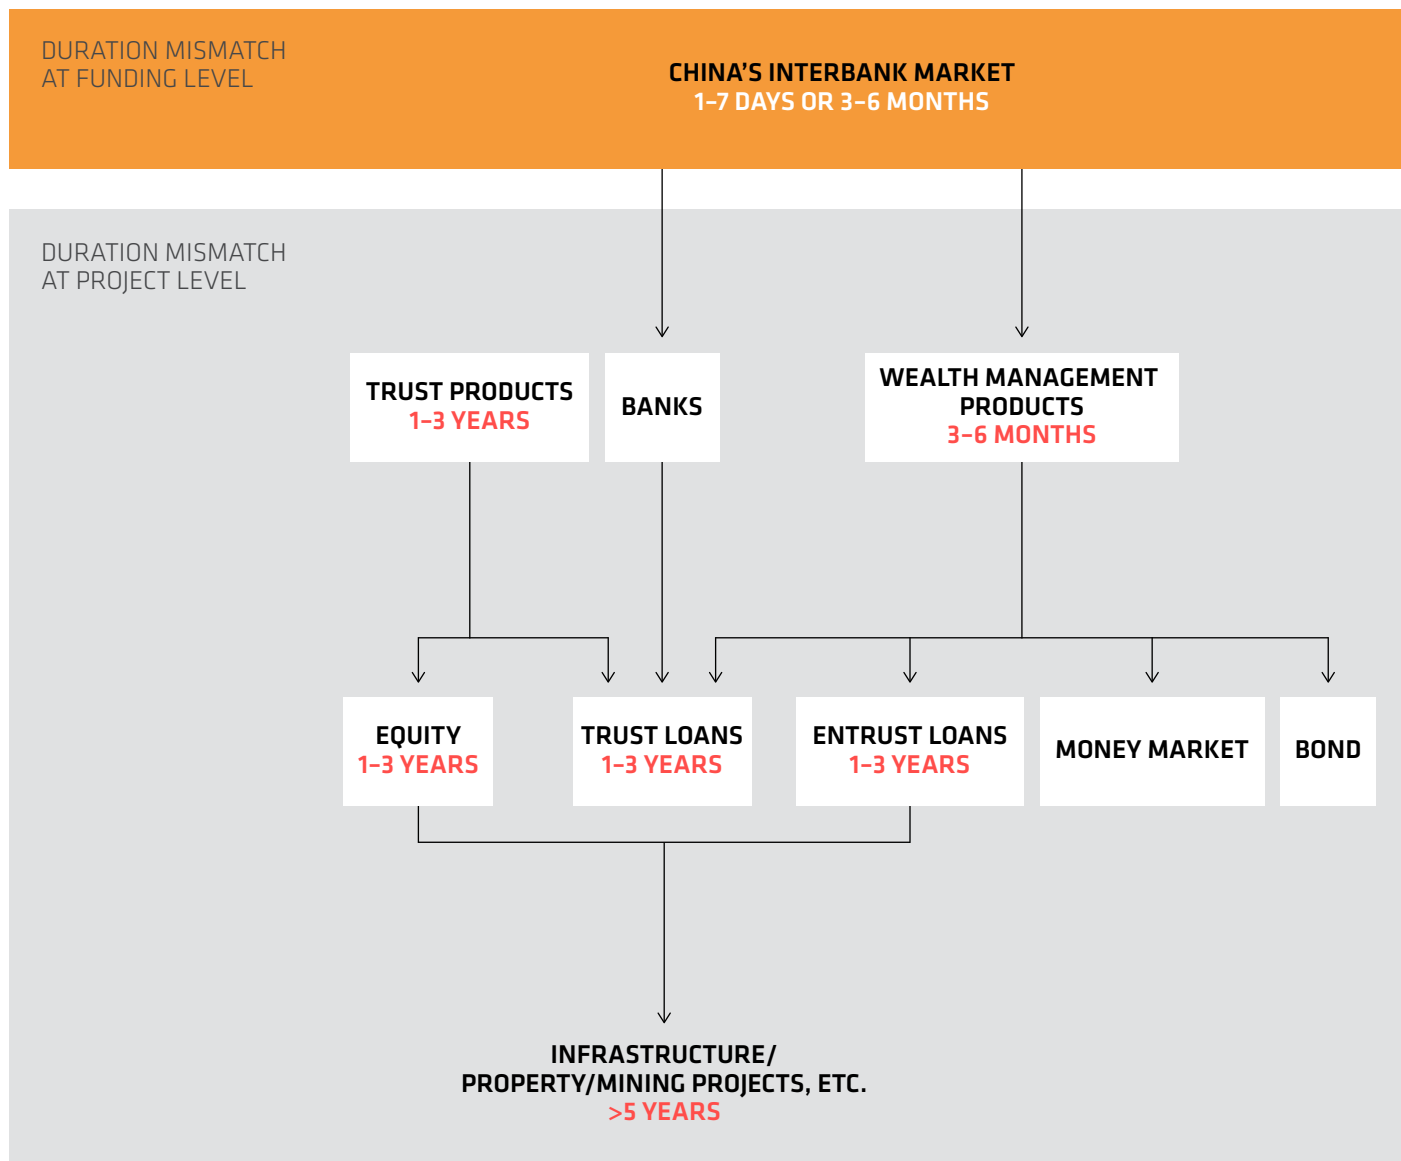 DURATION MISMATCH
AT FUNDING LEVEL
CHINA’S INTERBANK MARKET
1–7 DAYS OR 3–6 MONTHS
DURATION MISMATCH
AT PROJECT LEVEL
TRUST PRODUCTS
1–3 YEARS
BANKS
WEALTH MANAGEMENT
PRODUCTS
3–6 MONTHS
EQUITY
1–3 YEARS
TRUST LOANS
1–3 YEARS
ENTRUST LOANS
1–3 YEARS
MONEY MARKET
BOND
INFRASTRUCTURE/
PROPERTY/MINING PROJECTS, ETC.
>5 YEARS